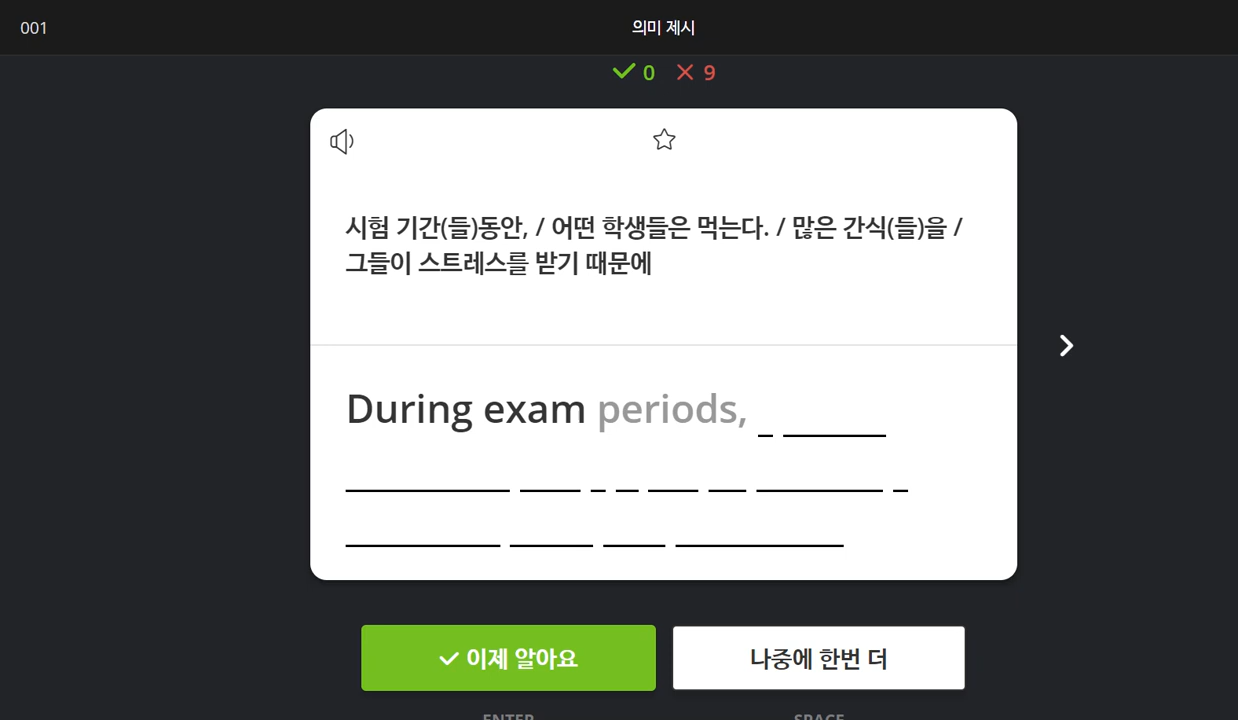 001
의미 제시
0 9
시험 기간(들)동안, / 어떤 학생들은 먹는다. / 많은 간식(들)을 /
그들이 스트레스를 받기 때문에
During exam periods,
이제 알아요
나중에 한번 더
ENTER
SPACE